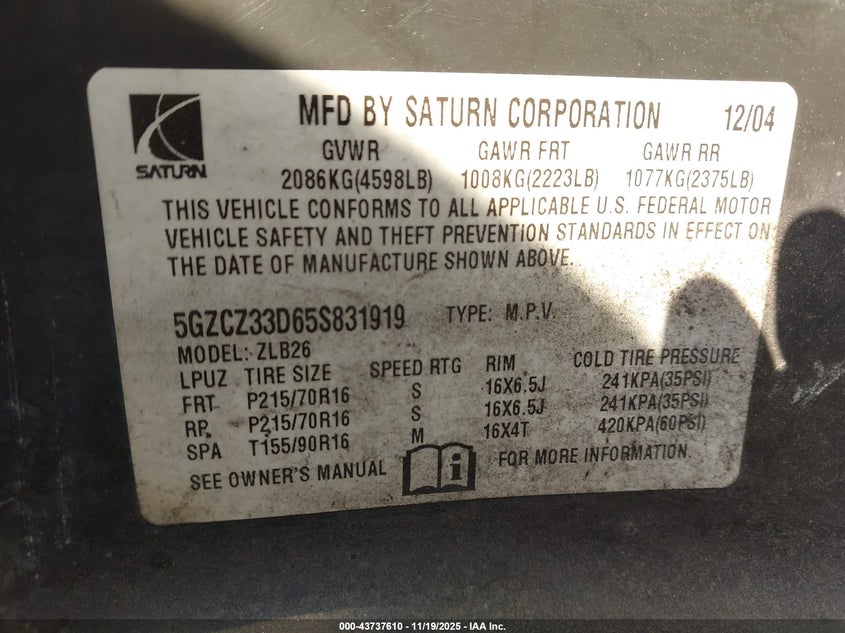 MFD BY SATURN CORPORATION 12/04
SATURN
GVWR GAWR FRT GAWR RR
2086KG(4598LB) 1008KG(2223LB) 1077KG(2375LB)
THIS VEHICLE CONFORMS TO ALL APPLICABLE U.S. FEDERAL MOTOR
VEHICLE SAFETY AND THEFT PREVENTION STANDARDS IN EFFECT ON
THE DATE OF MANUFACTURE SHOWN ABOVE.
5GZCZ33D65S831919 TYPE: M.P.V.
MODEL: ZLB26
LPUZ TIRE SIZE SPEED RTG RIM COLD TIRE PRESSURE
FRT P215/70R16 S 16X6.5J 241KPA(35PSI)
RR P215/70R16 S 16X6.5J 241KPA(35PSI)
SPA T155/90R16 M 16X4T 420KPA(60PSI)
SEE OWNER'S MANUAL i FOR MORE INFORMATION.
000-43737610 - 11/19/2025 - IAA Inc.